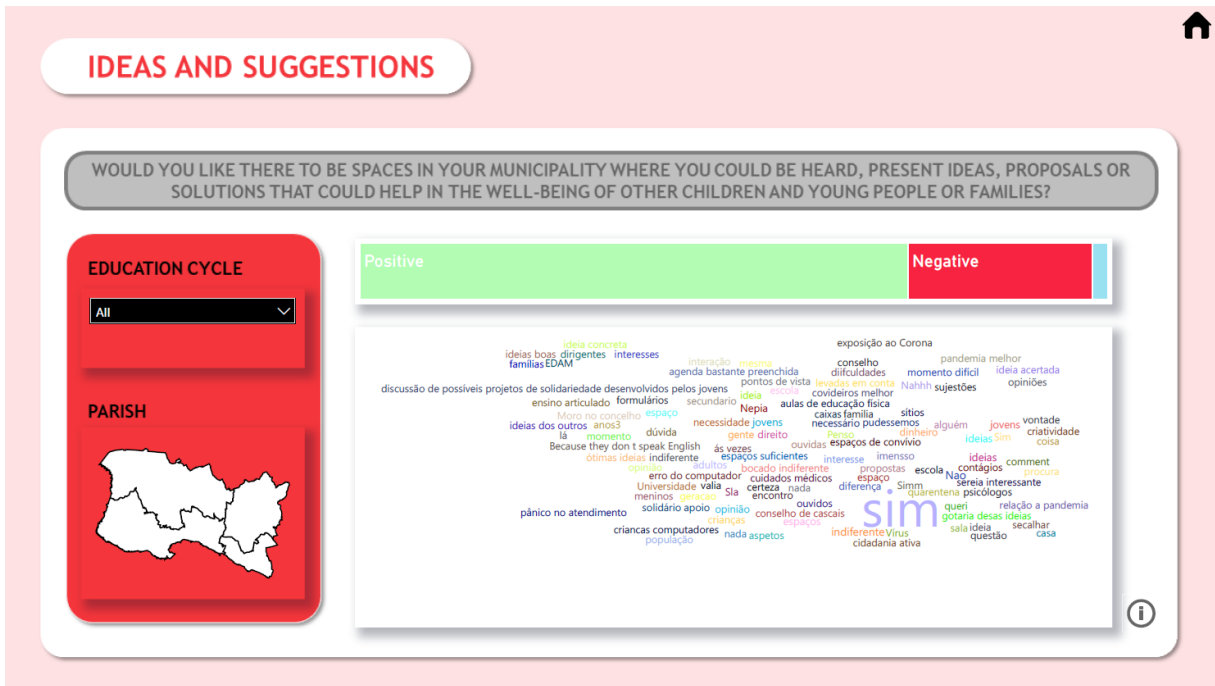 IDEAS AND SUGGESTIONS
WOULD YOU LIKE THERE TO BE SPACES IN YOUR MUNICIPALITY WHERE YOU COULD BE HEARD, PRESENT IDEAS, PROPOSALS OR
SOLUTIONS THAT COULD HELP IN THE WELL-BEING OF OTHER CHILDREN AND YOUNG PEOPLE OR FAMILIES?
EDUCATION CYCLE
All
PARISH
Positive
Negative
exposição ao Corona
ideia concreta
ideias boas dirigentes interesses
famílias EDAM
interação mesma
conselho
pandemia melhor
agenda bastante preenchida
diifculdades
momento difícil
ideia acertada
pontos de vista levadas em conta Nahhh sujestões
opiniões
discussão de possíveis projetos de solidariedade desenvolvidos pelos jovens
escola covideiros melhor
ensino articulado formulários secundario ideia
Nepia aulas de educação física
Moro no concelho espaço
caixas família sitios
ideias dos outros anos3
necessidade jovens necessário pudessemos alguém jovens vontade
lá momento dúvida
gente direito Penso dinheiro
ideias Sim criatividade
coisa
Because they don t speak English ás vezes ouvidas espaços de convivio
ótimas ideias indiferente espaços suficientes interesse imensso
ideias comment
opinião adultos bocado indiferente propostas escola contágios procura
erro do computador cuidados médicos espaço Nao
sereia interessante
Universidade valia certeza nada diferença Simm
meninos geracao Sla encontro
quarentena psicólogos
pânico no atendimento solidário apoio opinião ouvidos
sim
queri relação a pandemia
crianças conselho de cascais
espaços
gotaria desas ideias
criancas computadores nada aspetos indiferente Vírus
sala ideia secalhar
questão casa
população
cidadania ativa